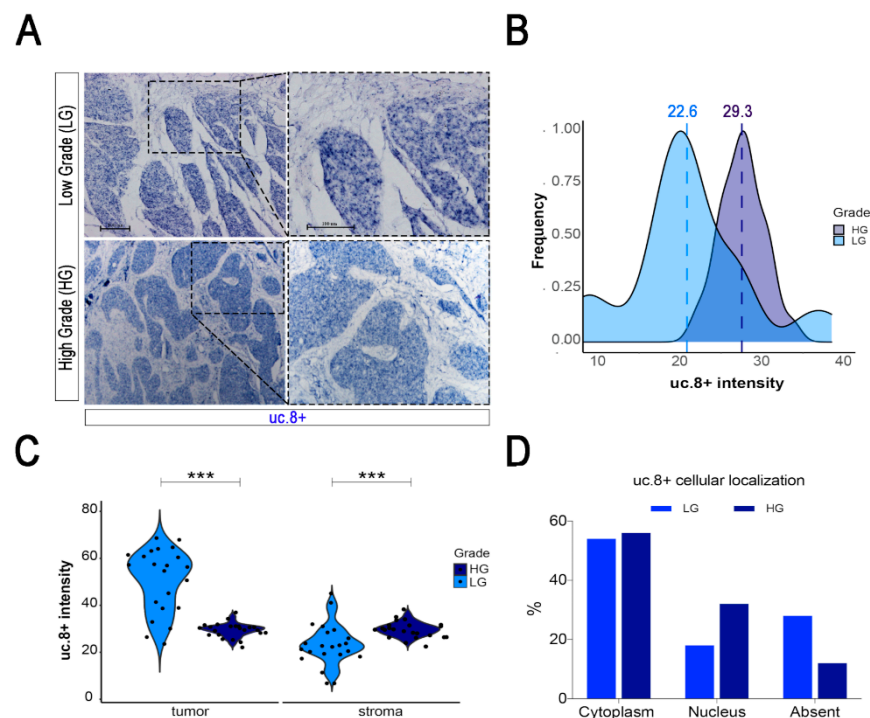 A
Low Grade (LG)
High Grade (HG)
uc.8+
B
22.6
29.3
1.00
0.75
0.50
0.25
0.00
Frequency
10
20
30
40
uc.8+ intensity
Grade
HG
LG
C
***
***
80
60
40
20
0
uc.8+ intensity
tumor
stroma
Grade
HG
LG
D
uc.8+ cellular localization
LG
HG
60
40
20
0
%
Cytoplasm
Nucleus
Absent